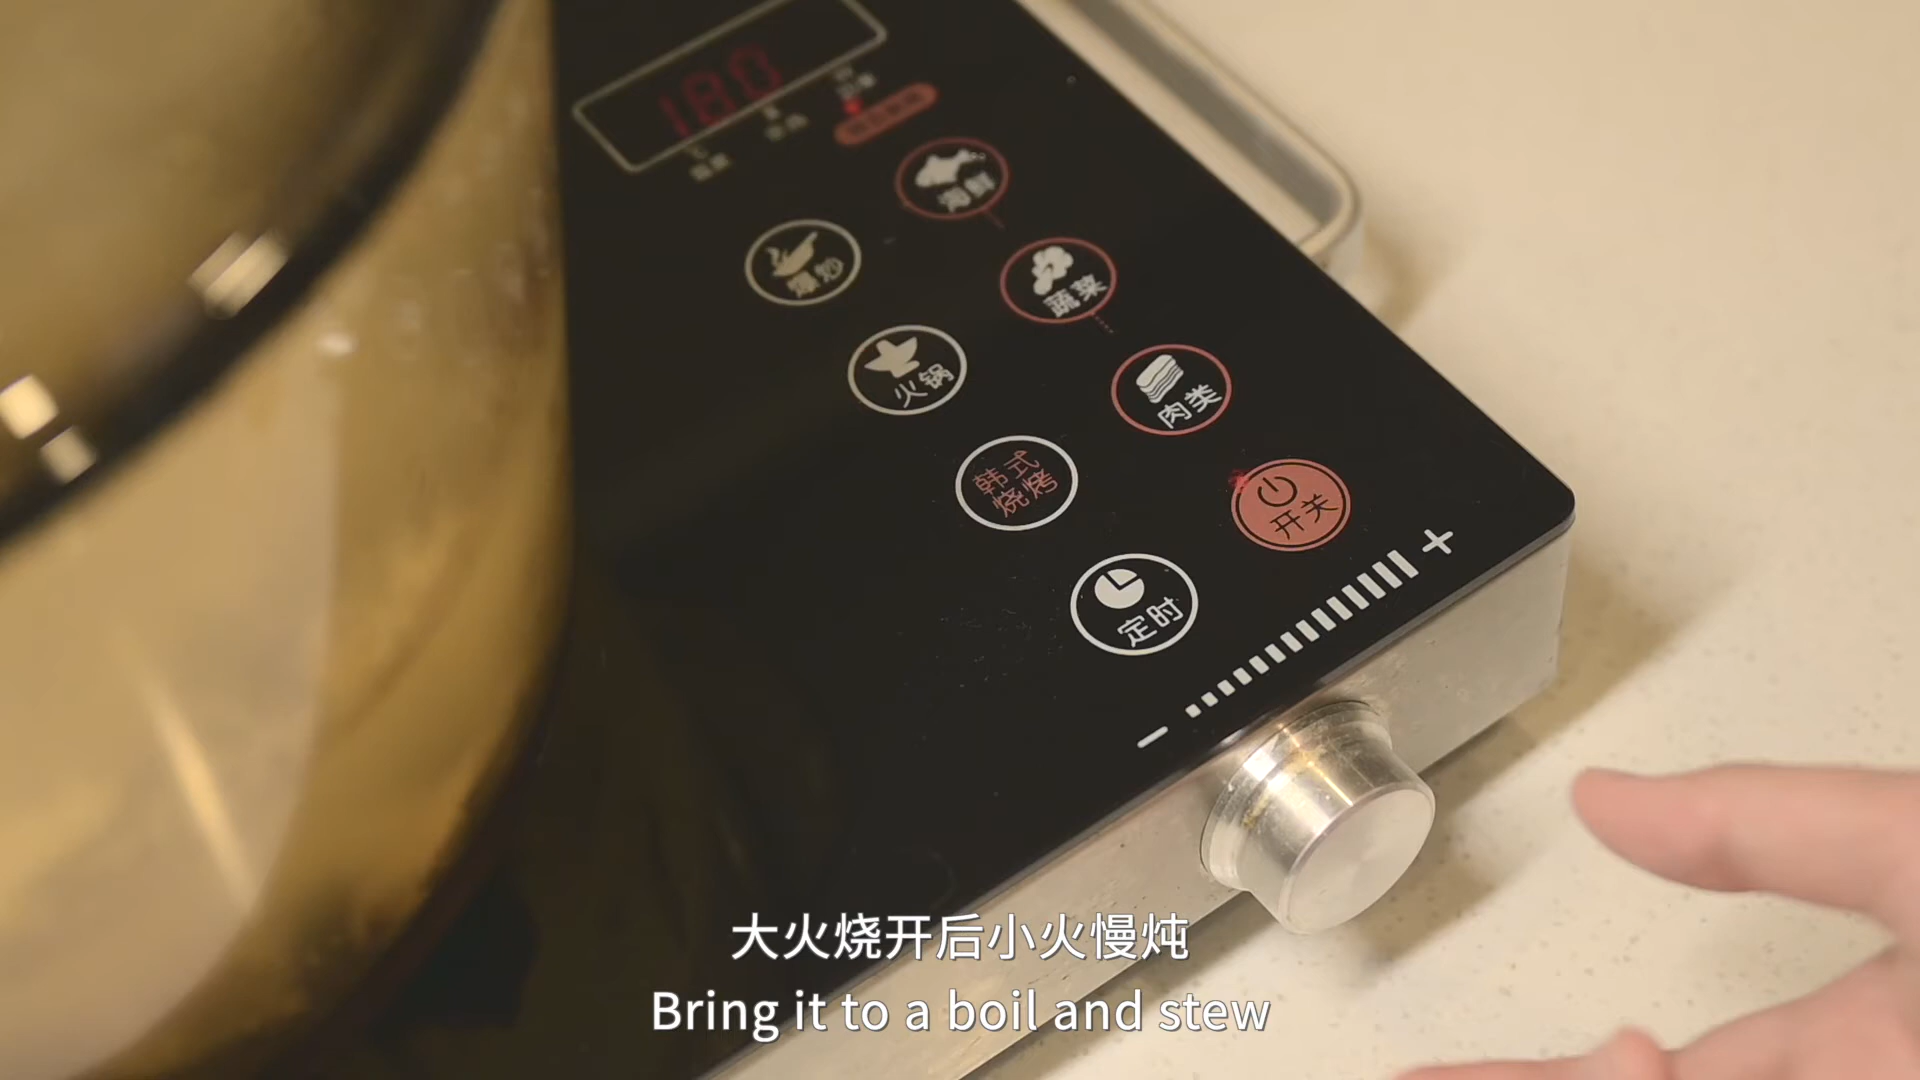 180
海鲜
爆炒
蔬菜
火锅
肉类
韩式
烧烤
开关
定时
+
−
大火烧开后小火慢炖
Bring it to a boil and stew